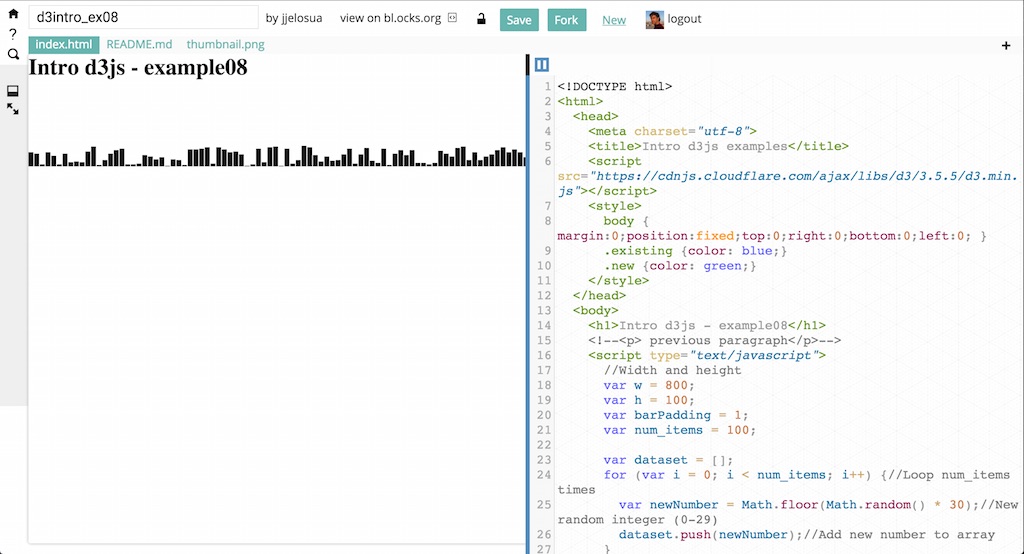 d3intro_ex08 by jjelosua view on bl.ocks.org Save Fork New logout
?
index.html README.md thumbnail.png +
Intro d3js - example08
1 <!DOCTYPE html>
2 <html>
3 <head>
4 <meta charset="utf-8">
5 <title>Intro d3js examples</title>
6 <script
src="https://cdnjs.cloudflare.com/ajax/libs/d3/3.5.5/d3.min.
js"></script>
7 <style>
8 body {
margin:0;position:fixed;top:0;right:0;bottom:0;left:0; }
9 .existing {color: blue;}
10 .new {color: green;}
11 </style>
12 </head>
13 <body>
14 <h1>Intro d3js - example08</h1>
15 <!--<p> previous paragraph</p>-->
16 <script type="text/javascript">
17 //Width and height
18 var w = 800;
19 var h = 100;
20 var barPadding = 1;
21 var num_items = 100;
22
23 var dataset = [];
24 for (var i = 0; i < num_items; i++) {//Loop num_items
times
25 var newNumber = Math.floor(Math.random() * 30);//New
random integer (0-29)
26 dataset.push(newNumber);//Add new number to array
27 }